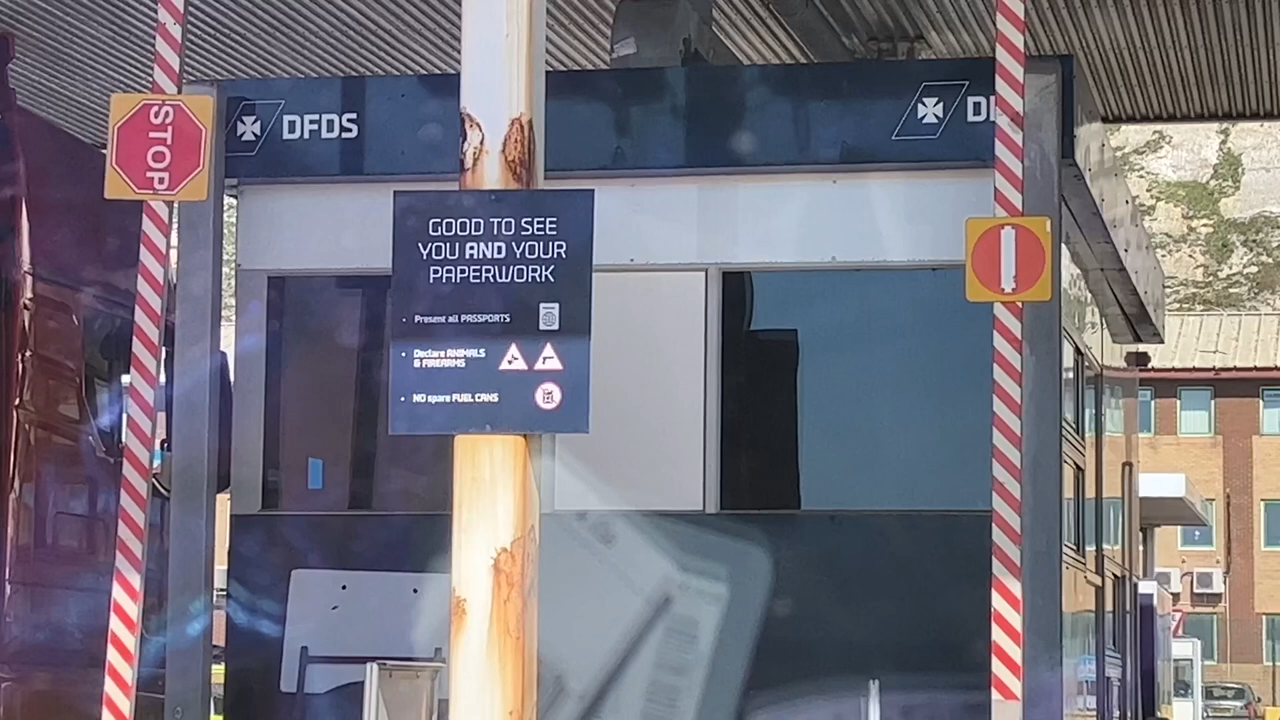 DFDS
STOP
GOOD TO SEE
YOU AND YOUR
PAPERWORK
• Present all PASSPORTS
• Declare ANIMALS
& FIREARMS
• NO spare FUEL CANS